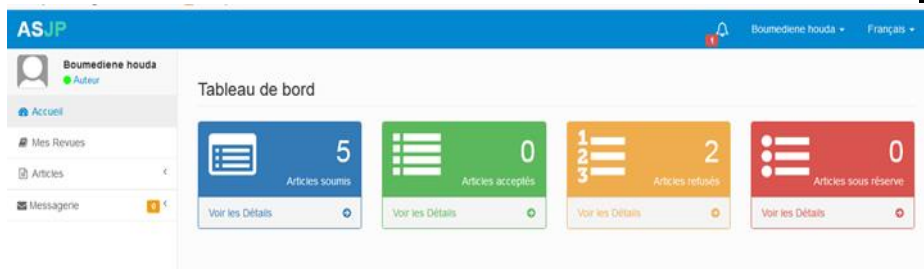 ASJP
1
Boumediene houda
Français
Boumediene houda
Auteur
Accueil
Mes Revues
Articles
Messagerie
0
Tableau de bord
5
Articles soumis
Voir les Détails
0
Articles acceptés
Voir les Détails
1
2
3
2
Articles refusés
Voir les Détails
0
Articles sous réserve
Voir les Détails